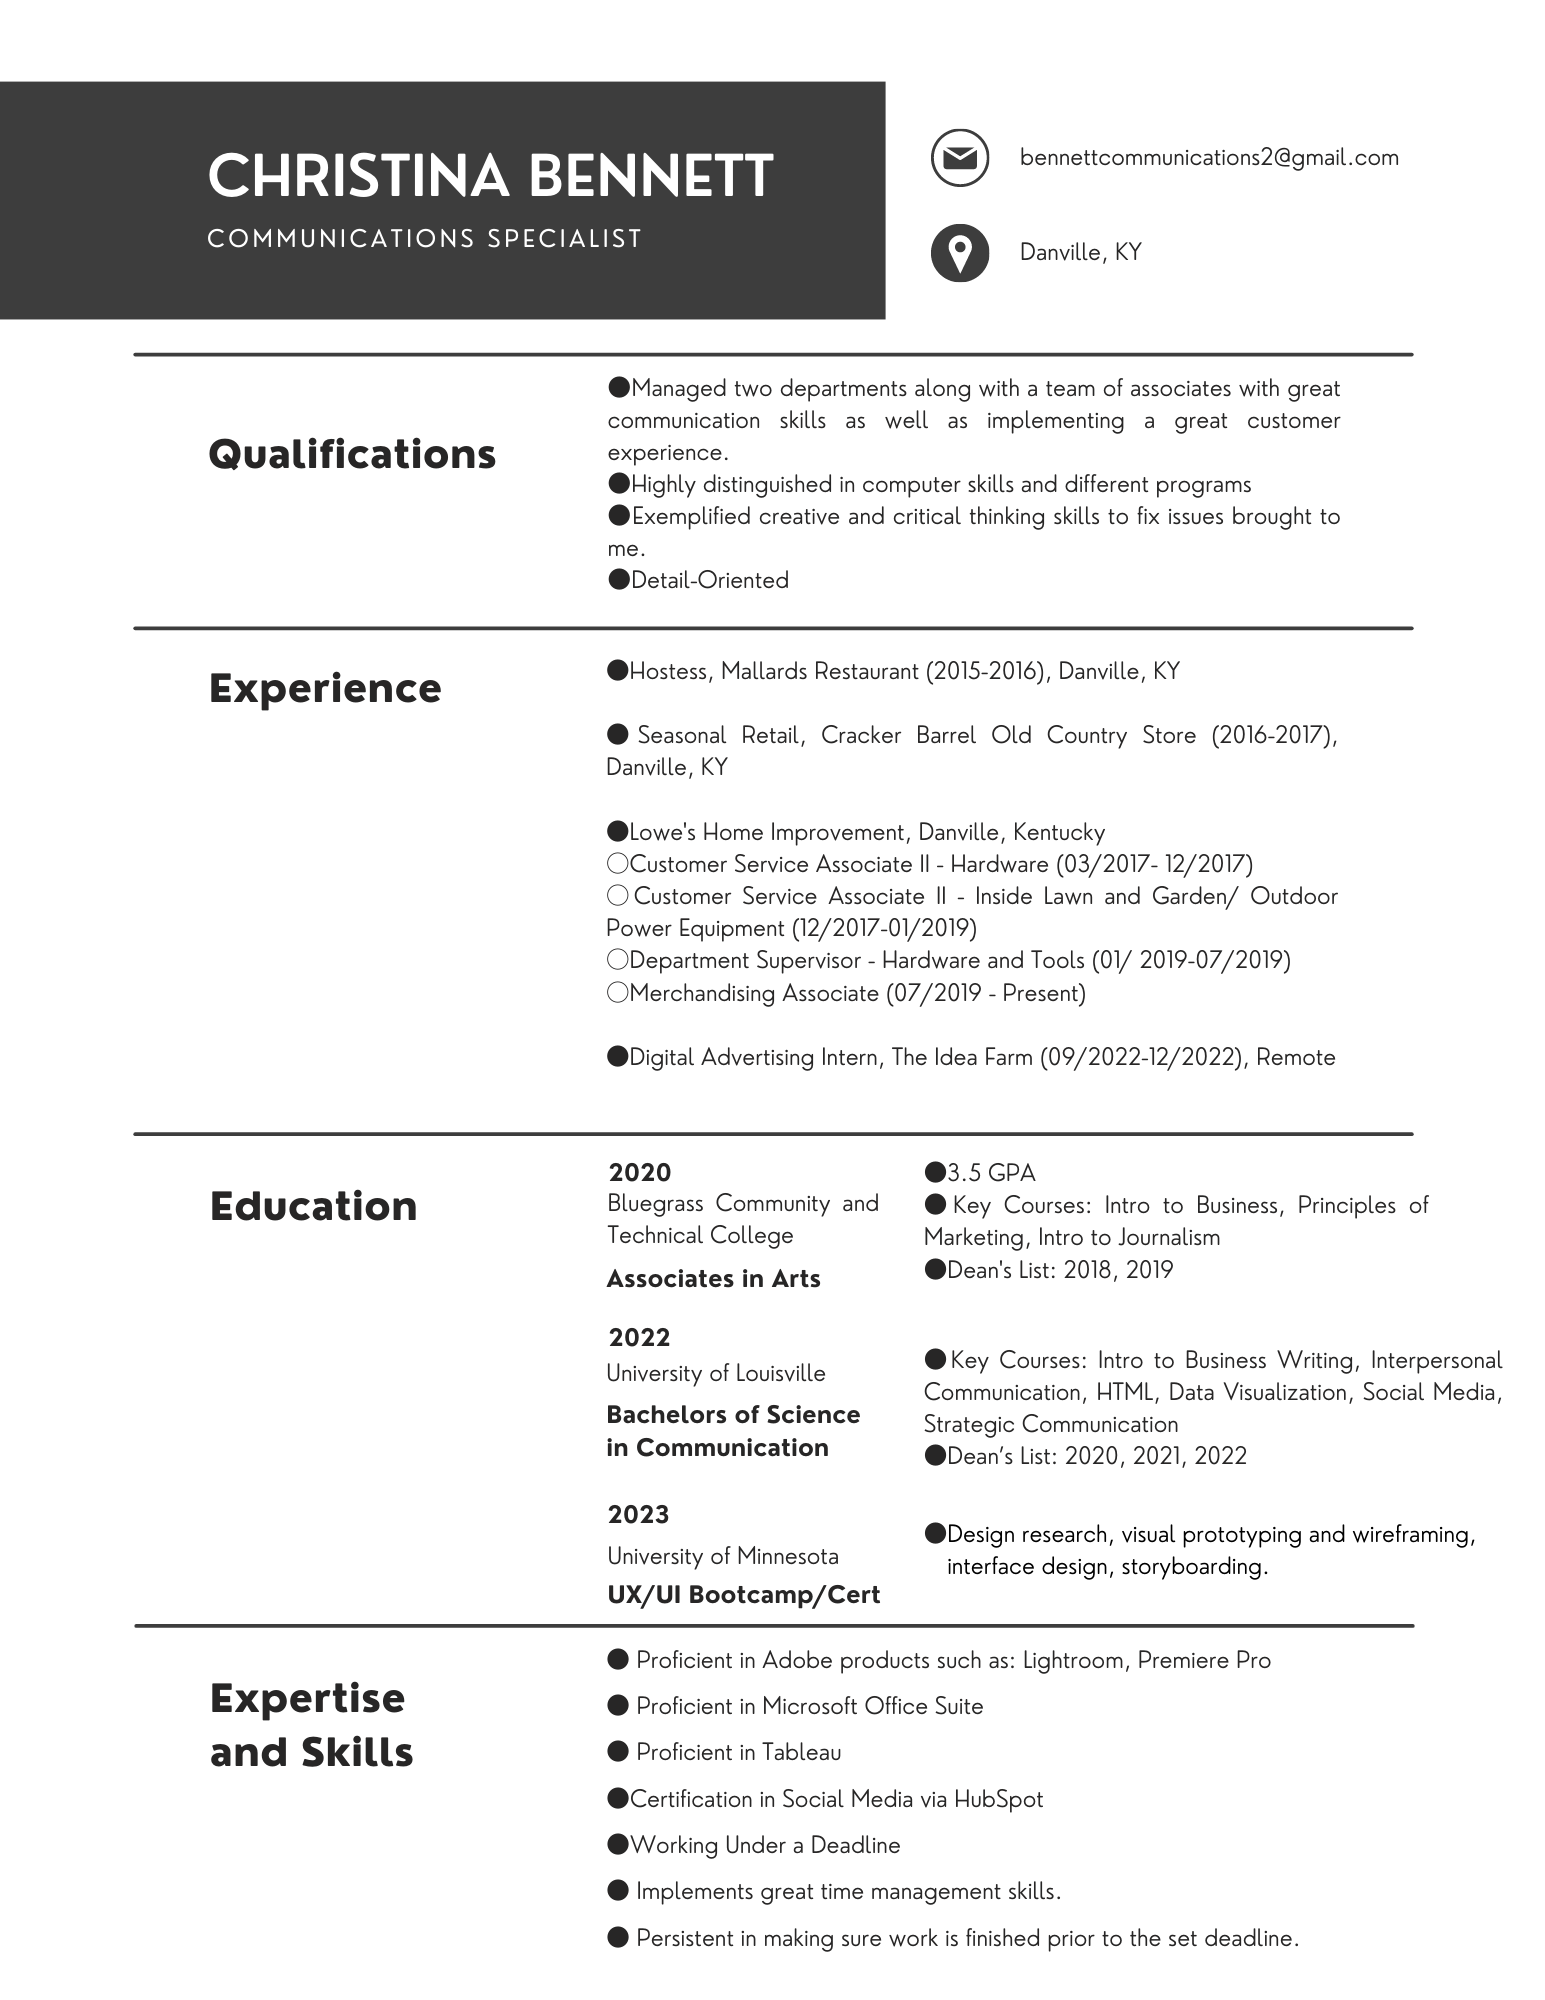 CHRISTINA BENNETT
COMMUNICATIONS SPECIALIST
bennettcommunications2@gmail.com
Danville, KY
Qualifications
●Managed two departments along with a team of associates with great
communication skills as well as implementing a great customer
experience.
●Highly distinguished in computer skills and different programs
●Exemplified creative and critical thinking skills to fix issues brought to
me.
●Detail-Oriented
Experience
●Hostess, Mallards Restaurant (2015-2016), Danville, KY
● Seasonal Retail, Cracker Barrel Old Country Store (2016-2017),
Danville, KY
●Lowe's Home Improvement, Danville, Kentucky
○Customer Service Associate II - Hardware (03/2017- 12/2017)
○Customer Service Associate II - Inside Lawn and Garden/ Outdoor
Power Equipment (12/2017-01/2019)
○Department Supervisor - Hardware and Tools (01/ 2019-07/2019)
○Merchandising Associate (07/2019 - Present)
●Digital Advertising Intern, The Idea Farm (09/2022-12/2022), Remote
Education
2020
Bluegrass Community and
Technical College
Associates in Arts
●3.5 GPA
●Key Courses: Intro to Business, Principles of
Marketing, Intro to Journalism
●Dean's List: 2018, 2019
2022
University of Louisville
Bachelors of Science
in Communication
●Key Courses: Intro to Business Writing, Interpersonal
Communication, HTML, Data Visualization, Social Media,
Strategic Communication
●Dean’s List: 2020, 2021, 2022
2023
University of Minnesota
UX/UI Bootcamp/Cert
●Design research, visual prototyping and wireframing,
interface design, storyboarding.
Expertise
and Skills
● Proficient in Adobe products such as: Lightroom, Premiere Pro
● Proficient in Microsoft Office Suite
● Proficient in Tableau
●Certification in Social Media via HubSpot
●Working Under a Deadline
● Implements great time management skills.
● Persistent in making sure work is finished prior to the set deadline.